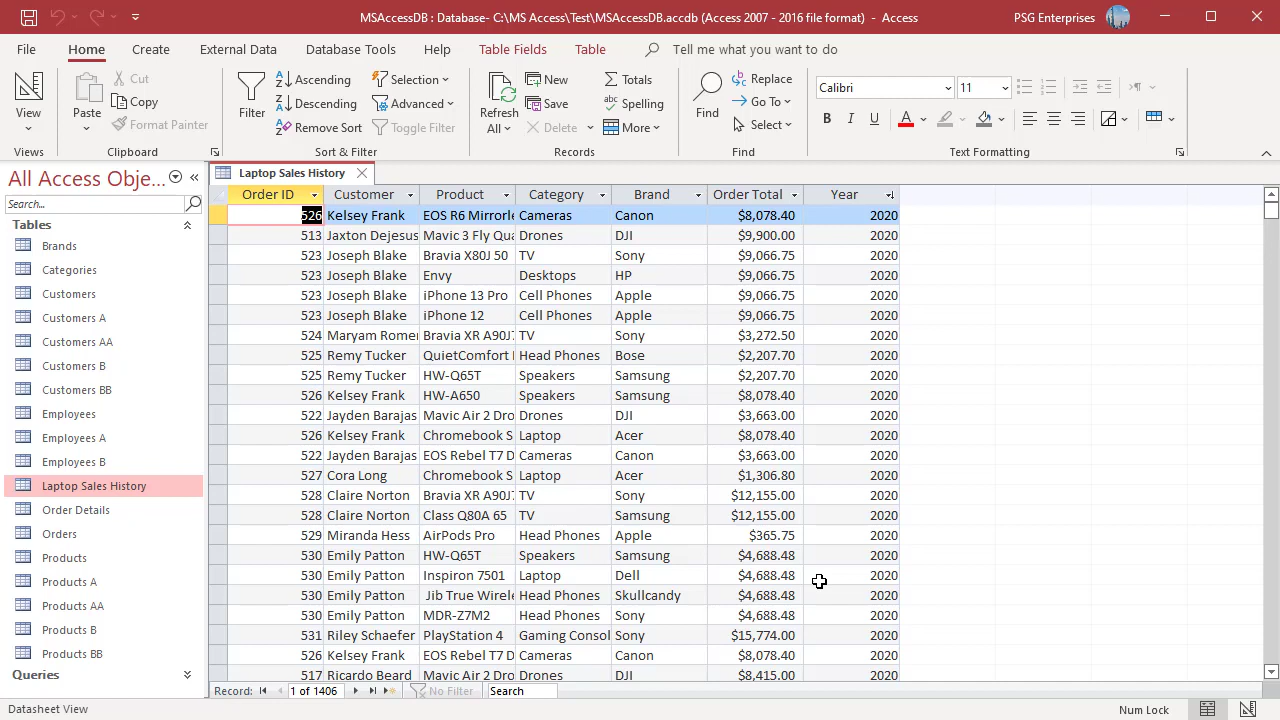 MSAccessDB : Database- C:\MS Access\Test\MSAccessDB.accdb (Access 2007 - 2016 file format) - Access PSG Enterprises
File Home Create External Data Database Tools Help Table Fields Table Tell me what you want to do
View
Views
Paste
Cut
Copy
Format Painter
Clipboard
Filter
Ascending
Descending
Remove Sort
Selection
Advanced
Toggle Filter
Sort & Filter
Refresh
All
New
Save
Delete
Totals
Spelling
More
Records
Find
Replace
Go To
Select
Find
Calibri 11
B I U A
Text Formatting
All Access Obje...
Search...
Tables
Brands
Categories
Customers
Customers A
Customers AA
Customers B
Customers BB
Employees
Employees A
Employees B
Laptop Sales History
Order Details
Orders
Products
Products A
Products AA
Products B
Products BB
Queries
Laptop Sales History
Order ID Customer Product Category Brand Order Total Year
526 Kelsey Frank EOS R6 Mirrorle Cameras Canon $8,078.40 2020
513 Jaxton Dejesus Mavic 3 Fly Qua Drones DJI $9,900.00 2020
523 Joseph Blake Bravia X80J 50 TV Sony $9,066.75 2020
523 Joseph Blake Envy Desktops HP $9,066.75 2020
523 Joseph Blake iPhone 13 Pro Cell Phones Apple $9,066.75 2020
523 Joseph Blake iPhone 12 Cell Phones Apple $9,066.75 2020
524 Maryam Romer Bravia XR A90J TV Sony $3,272.50 2020
525 Remy Tucker QuietComfort Head Phones Bose $2,207.70 2020
525 Remy Tucker HW-Q65T Speakers Samsung $2,207.70 2020
526 Kelsey Frank HW-A650 Speakers Samsung $8,078.40 2020
522 Jayden Barajas Mavic Air 2 Dro Drones DJI $3,663.00 2020
526 Kelsey Frank Chromebook S Laptop Acer $8,078.40 2020
522 Jayden Barajas EOS Rebel T7 D Cameras Canon $3,663.00 2020
527 Cora Long Chromebook S Laptop Acer $1,306.80 2020
528 Claire Norton Bravia XR A90J TV Sony $12,155.00 2020
528 Claire Norton Class Q80A 65 TV Samsung $12,155.00 2020
529 Miranda Hess AirPods Pro Head Phones Apple $365.75 2020
530 Emily Patton HW-Q65T Speakers Samsung $4,688.48 2020
530 Emily Patton Inspiron 7501 Laptop Dell $4,688.48 2020
530 Emily Patton Jib True Wirele Head Phones Skullcandy $4,688.48 2020
530 Emily Patton MDR-Z7M2 Head Phones Sony $4,688.48 2020
531 Riley Schaefer PlayStation 4 Gaming Consol Sony $15,774.00 2020
526 Kelsey Frank EOS Rebel T7 D Cameras Canon $8,078.40 2020
517 Ricardo Beard Mavic Air 2 Dro Drones DJI $8,415.00 2020
Record: 1 of 1406 No Filter Search
Datasheet View Num Lock